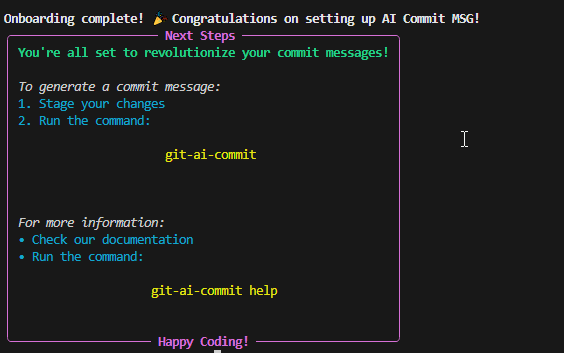 Onboarding complete! 🎉 Congratulations on setting up AI Commit MSG!
Next Steps
You're all set to revolutionize your commit messages!
To generate a commit message:
1. Stage your changes
2. Run the command:
git-ai-commit
For more information:
• Check our documentation
• Run the command:
git-ai-commit help
Happy Coding!